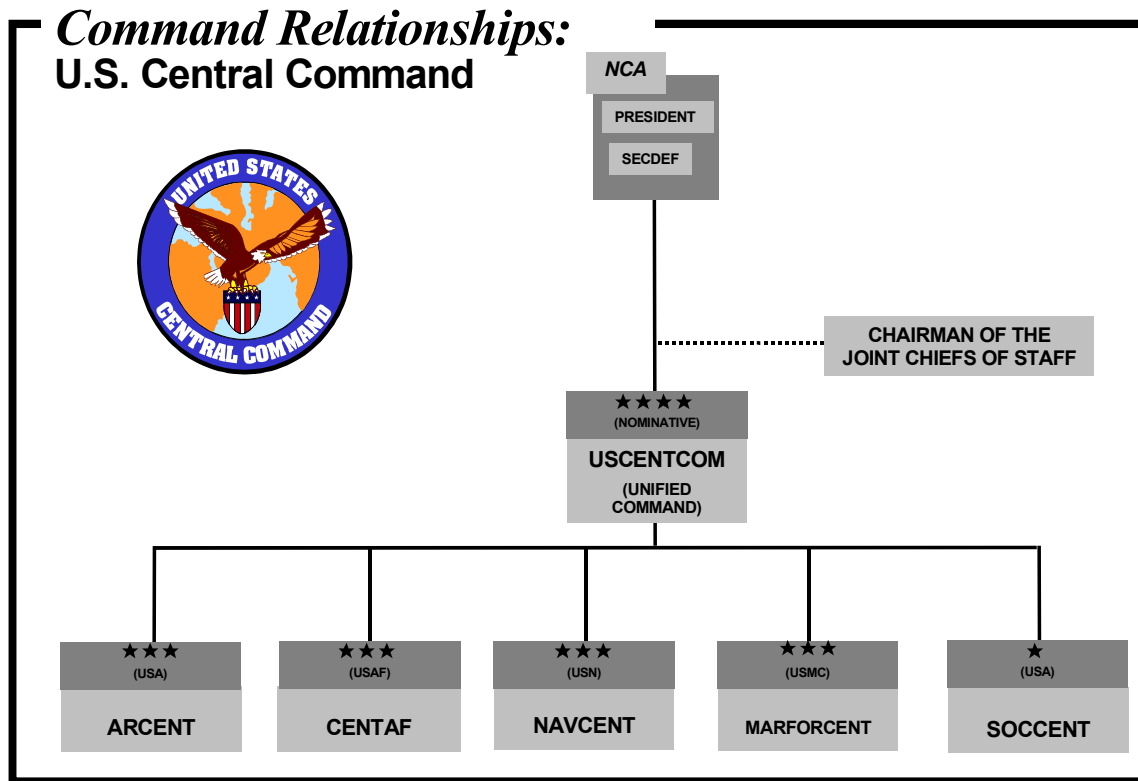 Command Relationships:
U.S. Central Command
NCA
PRESIDENT
SECDEF
UNITED STATES
CENTRAL COMMAND
CHAIRMAN OF THE
JOINT CHIEFS OF STAFF
★★★★
(NOMINATIVE)
USCENTCOM
(UNIFIED
COMMAND)
★★★
(USA)
ARCENT
★★★
(USAF)
CENTAF
★★★
(USN)
NAVCENT
★★★
(USMC)
MARFORCENT
★
(USA)
SOCCENT